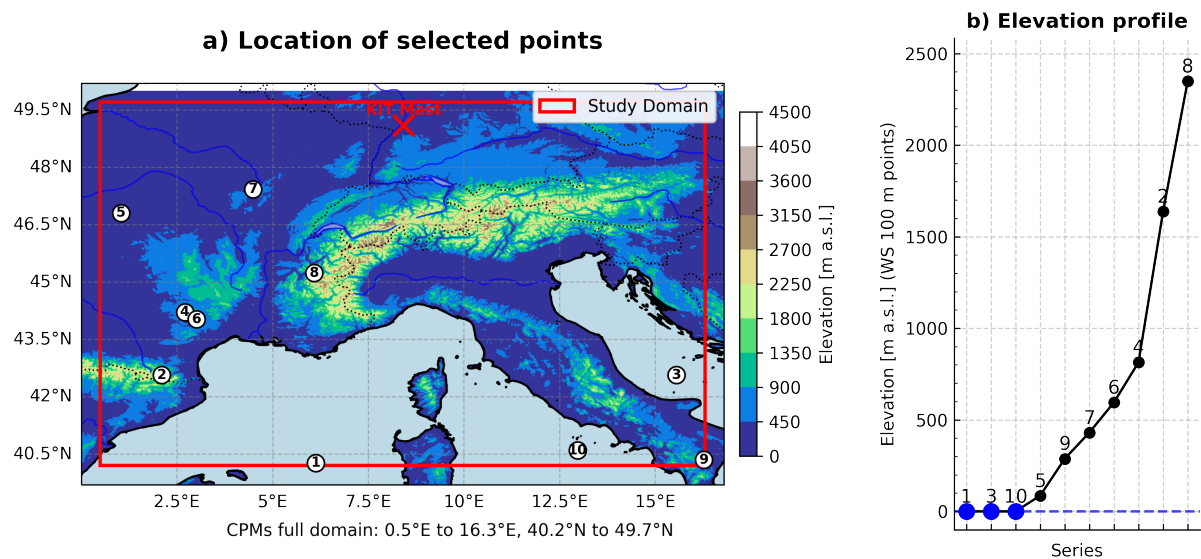 a) Location of selected points
b) Elevation profile
KIT Mast
Study Domain
49.5°N
48°N
46.5°N
45°N
43.5°N
42°N
40.5°N
2.5°E
5°E
7.5°E
10°E
12.5°E
15°E
CPMs full domain: 0.5°E to 16.3°E, 40.2°N to 49.7°N
7
5
8
4
6
2
3
10
1
9
4500
4050
3600
3150
2700
2250
1800
1350
900
450
0
Elevation [m a.s.l.]
Elevation [m a.s.l.] (WS 100 m points)
2500
2000
1500
1000
500
0
1 3 10 5 9 7 6 4 2 8
Series